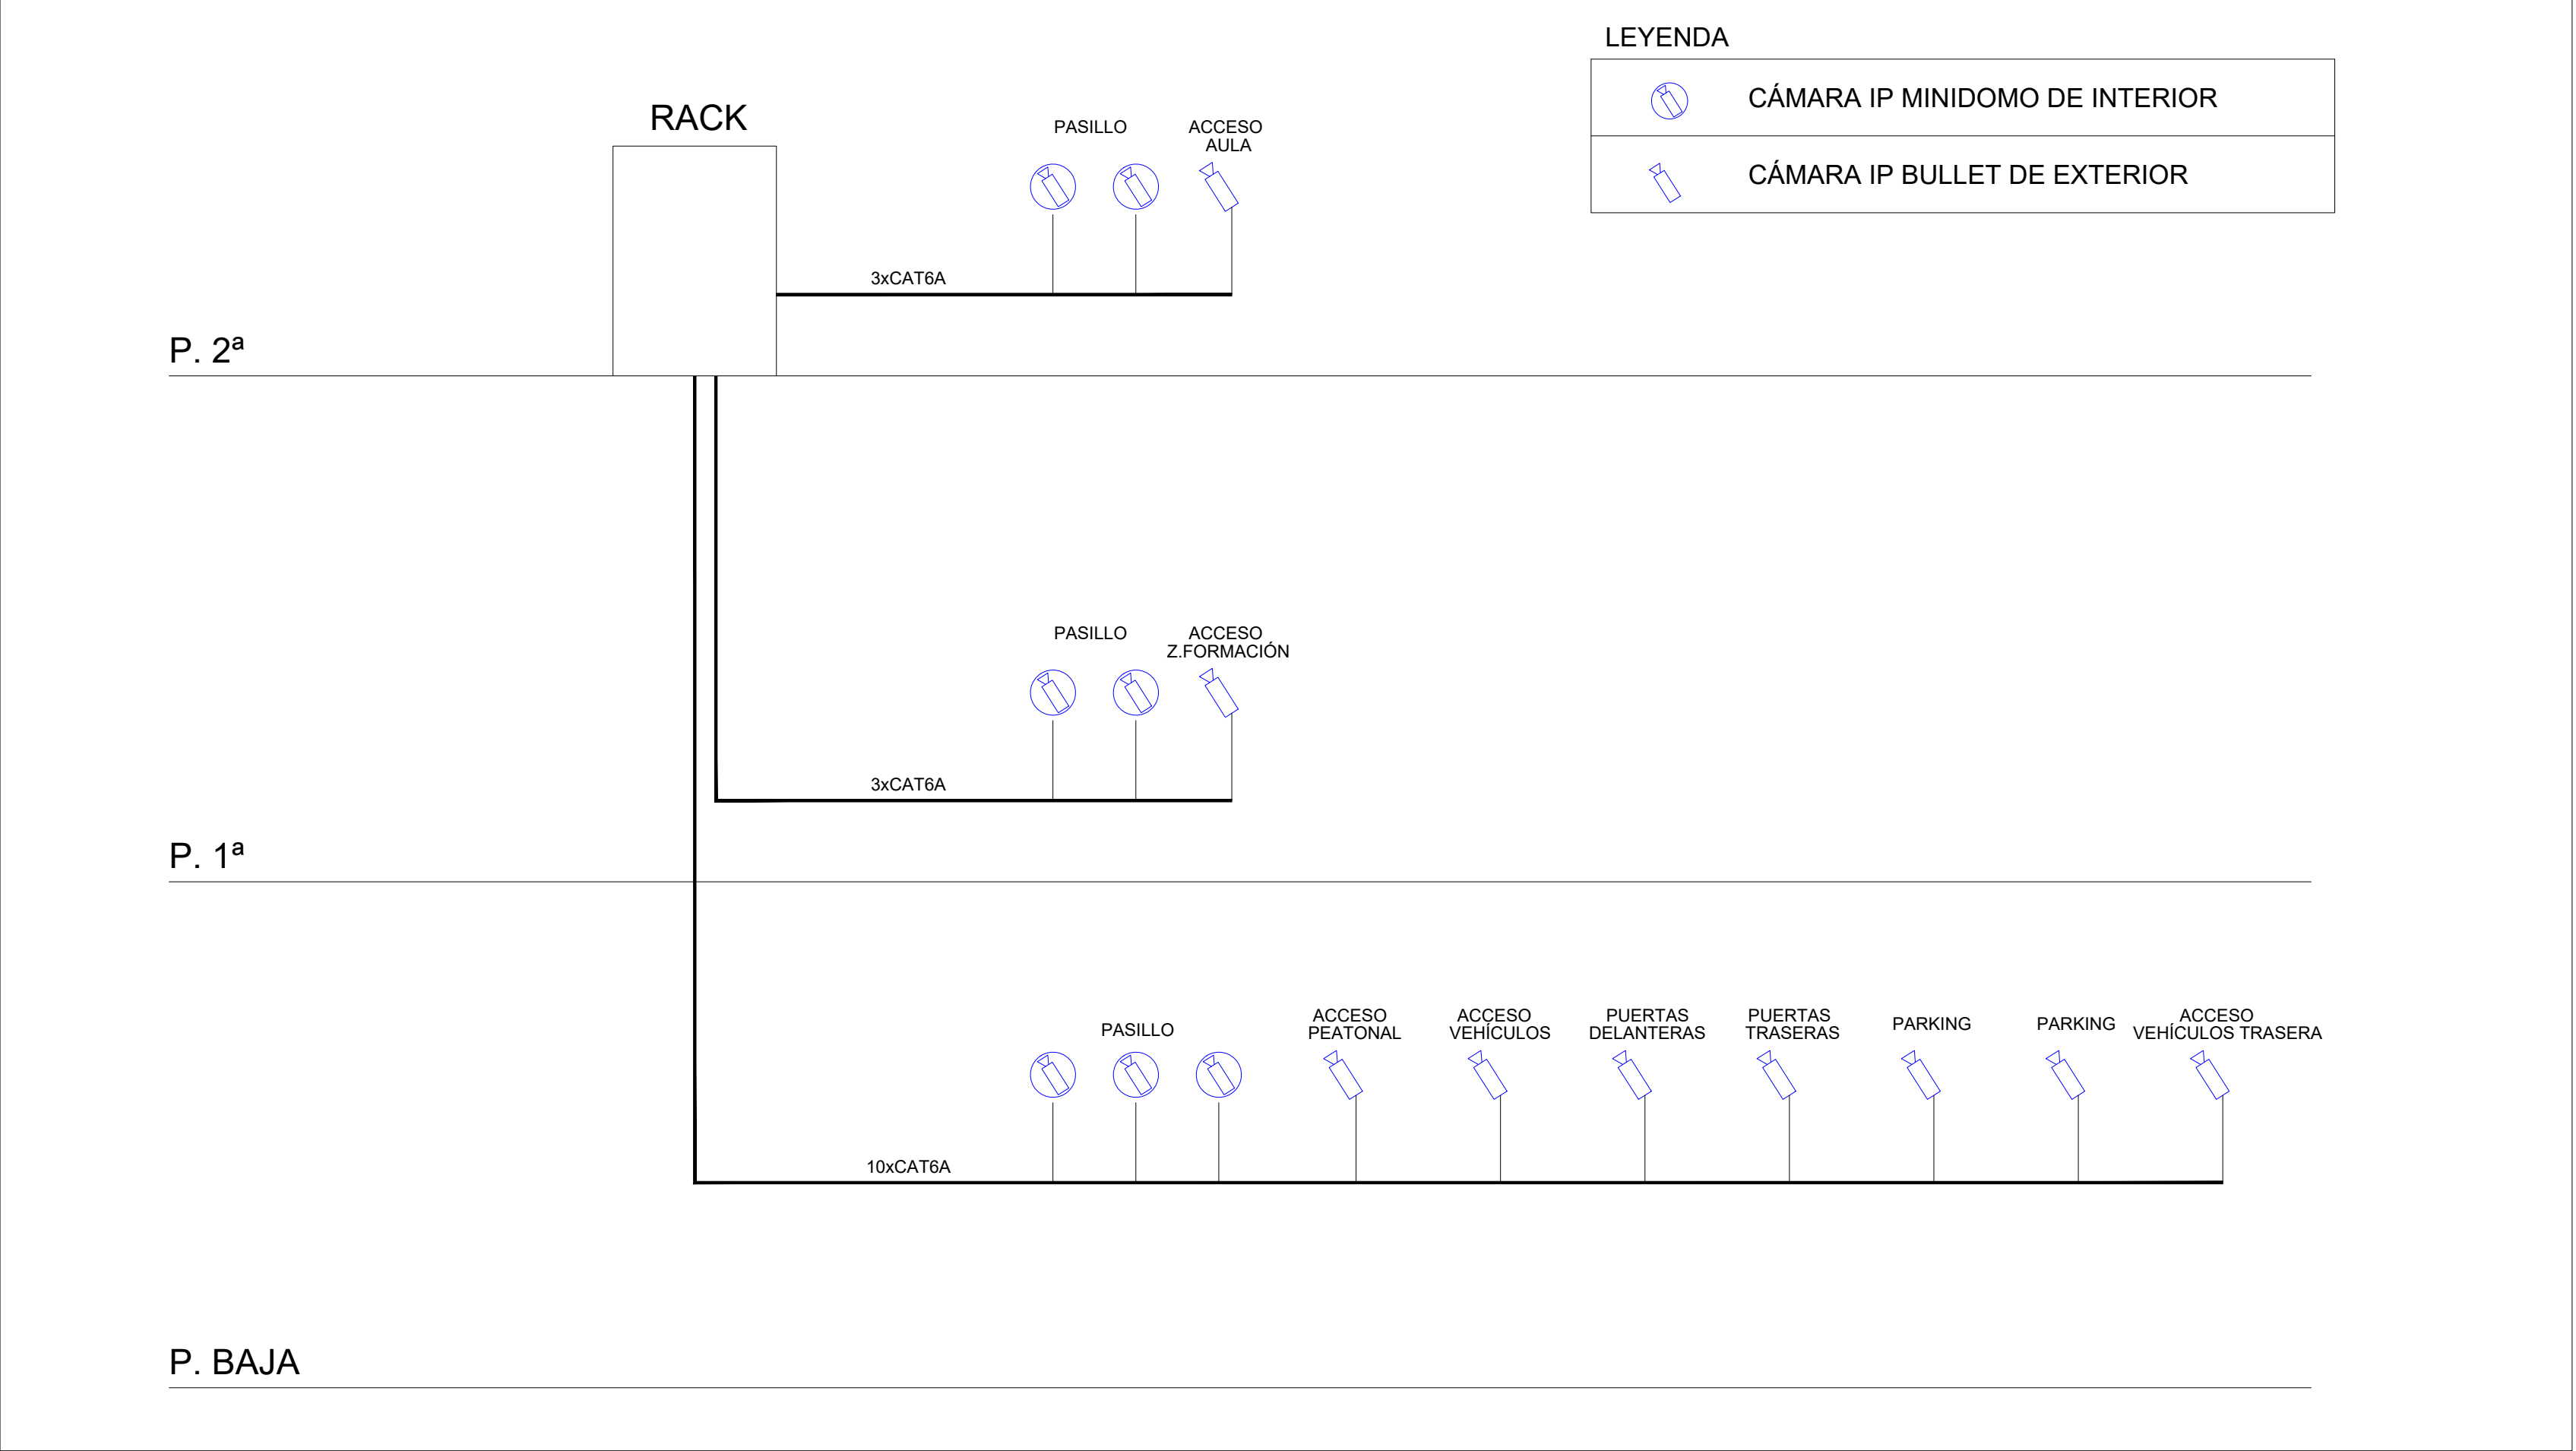 LEYENDA
CÁMARA IP MINIDOMO DE INTERIOR
CÁMARA IP BULLET DE EXTERIOR
RACK
PASILLO
ACCESO
AULA
3xCAT6A
P. 2ª
PASILLO
ACCESO
Z.FORMACIÓN
3xCAT6A
P. 1ª
PASILLO
ACCESO
PEATONAL
ACCESO
VEHÍCULOS
PUERTAS
DELANTERAS
PUERTAS
TRASERAS
PARKING
PARKING
ACCESO
VEHÍCULOS TRASERA
10xCAT6A
P. BAJA